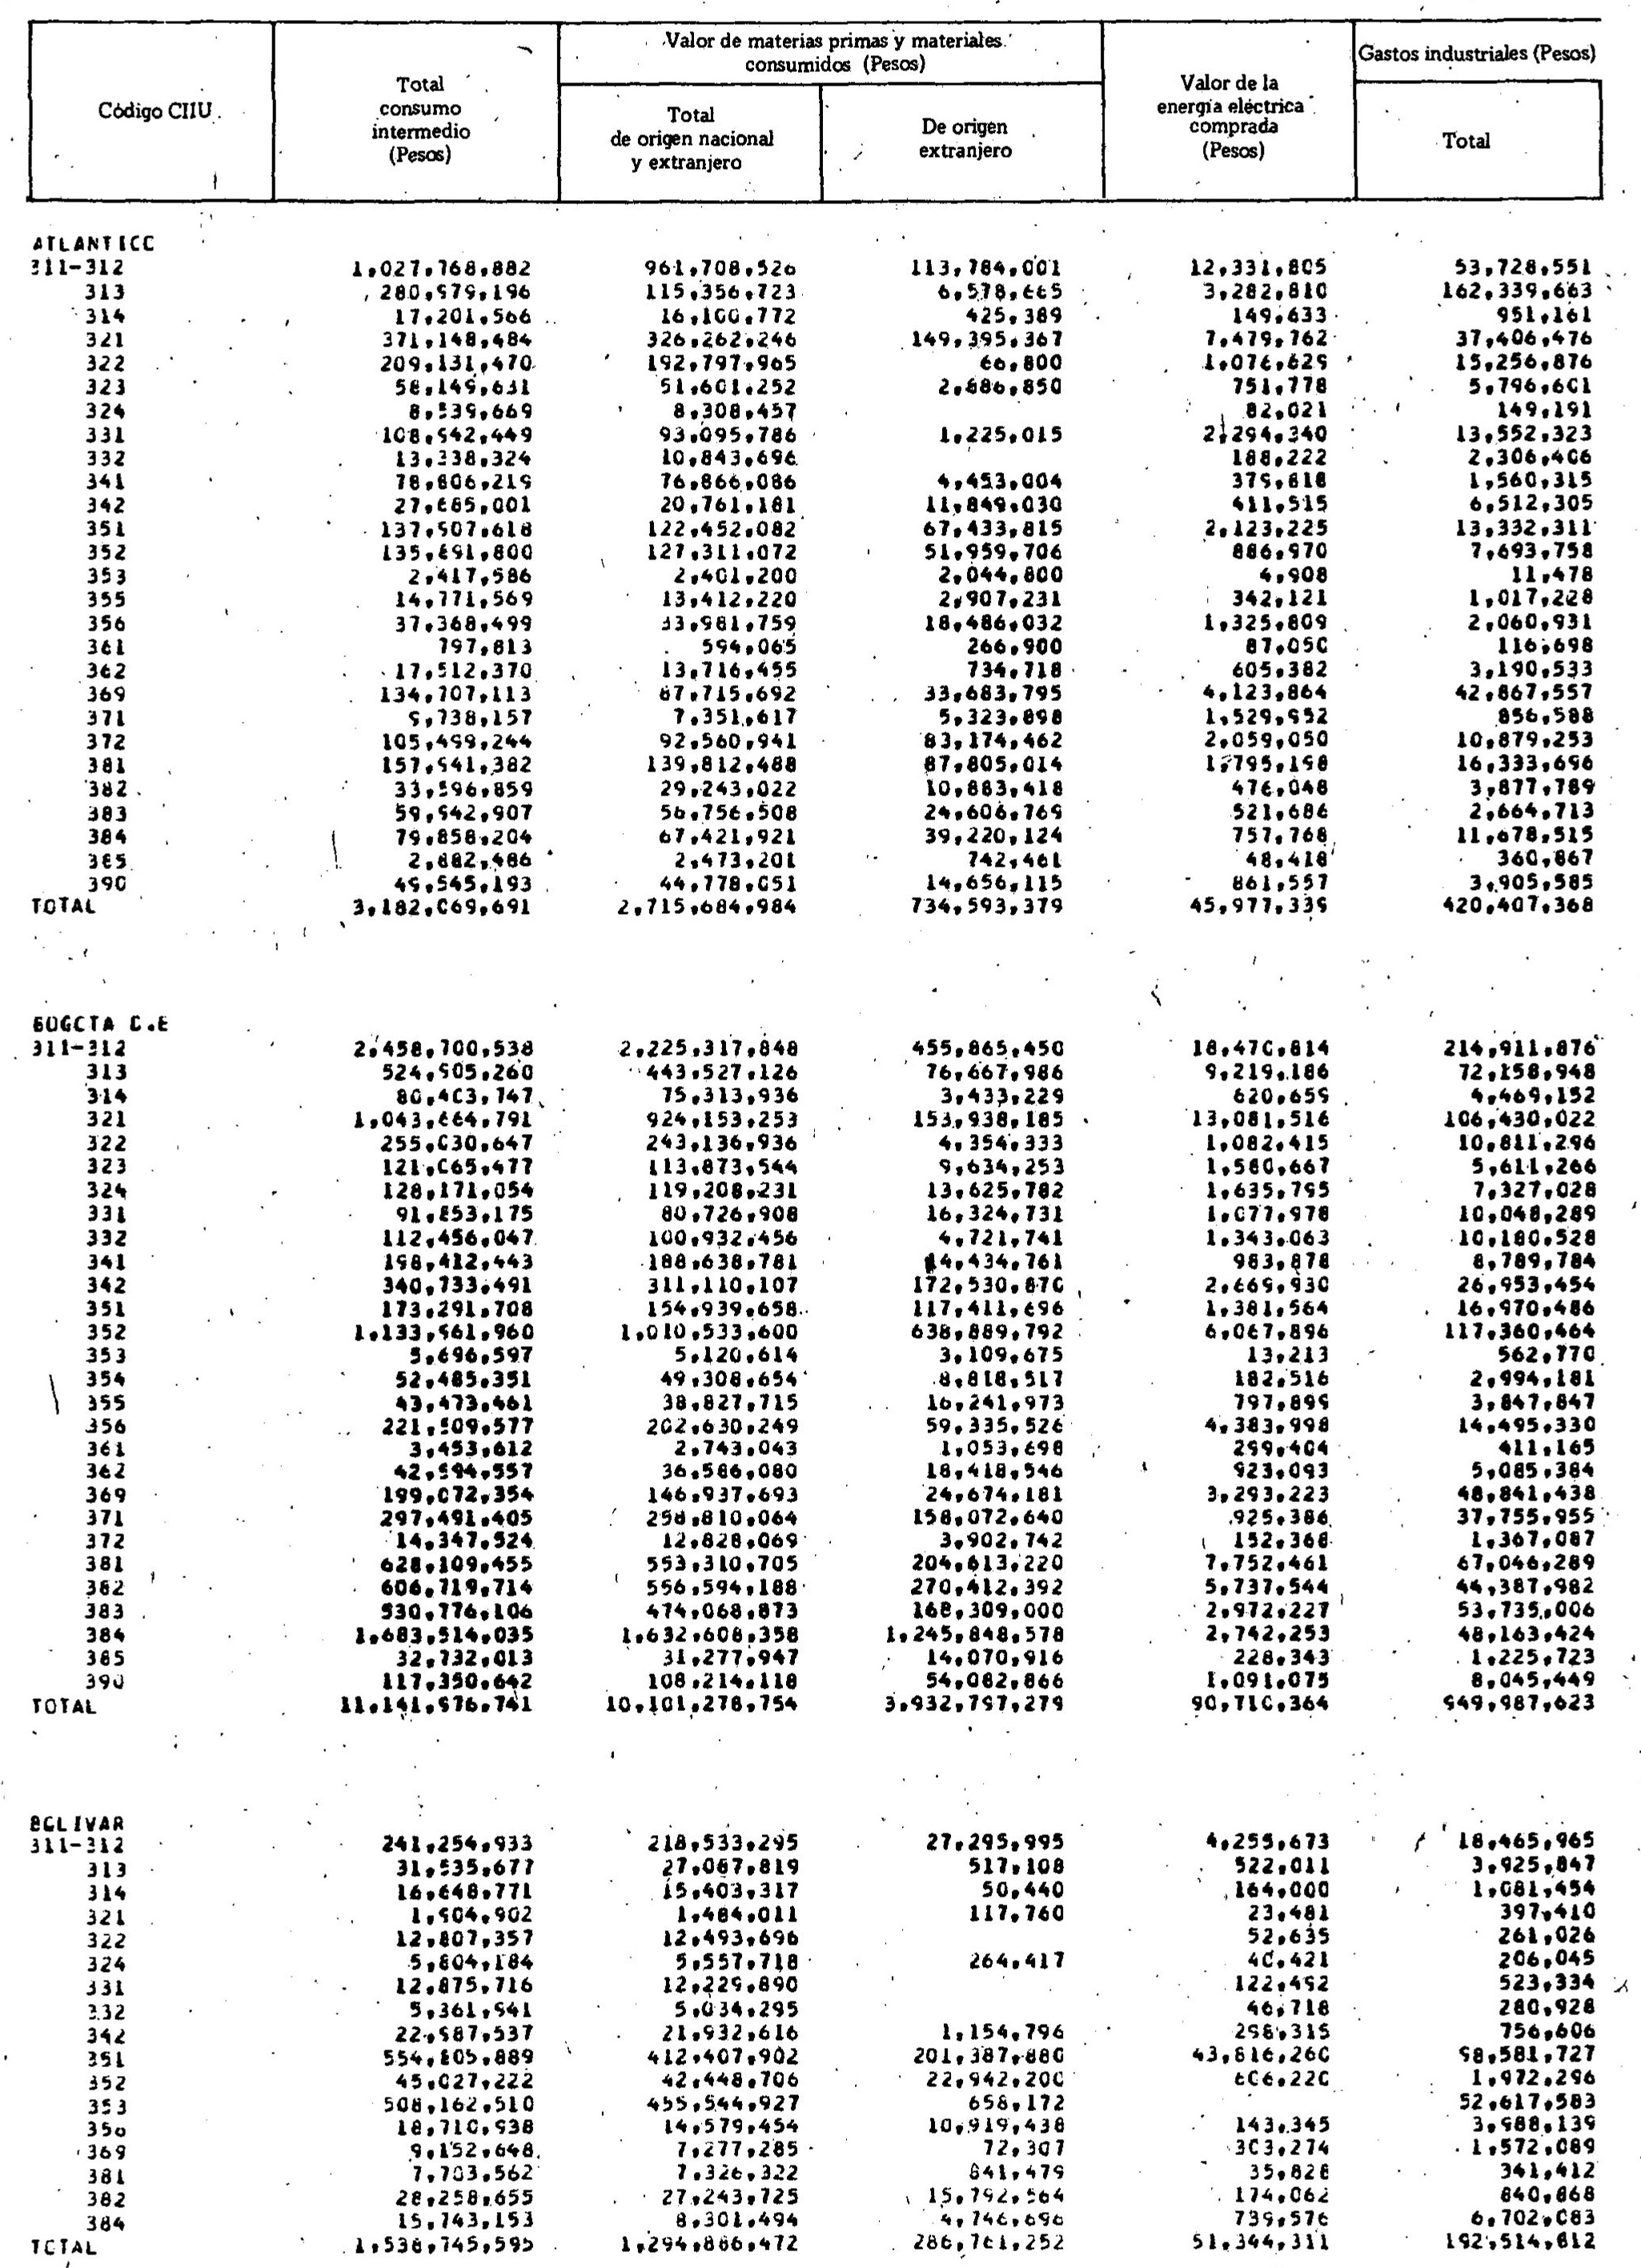 Valor de materias primas y materiales consumidos (Pesos)
Gastos industriales (Pesos)
Código CIIU
Total consumo intermedio (Pesos)
Total de origen nacional y extranjero
De origen extranjero
Valor de la energía eléctrica comprada (Pesos)
Total
ATLANTICO
311-312 1,027,768,882 961,708,526 113,784,001 12,331,805 53,728,551
313 280,979,196 115,356,723 6,578,665 3,282,810 162,339,663
314 17,201,566 16,100,772 425,389 149,633 951,161
321 371,148,484 326,262,246 149,395,367 7,479,762 37,406,476
322 209,131,470 192,797,965 66,800 1,076,629 15,256,876
323 58,149,631 51,601,252 2,886,850 751,778 5,796,601
324 8,539,669 8,308,457 82,021 149,191
331 108,942,449 93,095,786 1,225,015 2,294,340 13,552,323
332 13,338,324 10,843,696 188,222 2,306,406
341 78,806,219 76,866,086 4,453,004 379,818 1,560,315
342 27,685,001 20,761,181 11,849,030 411,515 6,512,305
351 137,907,618 122,452,082 67,433,815 2,123,225 13,332,311
352 135,891,800 127,311,072 51,959,706 886,970 7,693,758
353 2,417,586 2,401,200 2,044,800 4,908 11,478
355 14,771,569 13,412,220 2,907,231 342,121 1,017,228
356 37,368,499 33,981,759 18,486,032 1,325,809 2,060,931
361 797,813 594,065 266,900 87,050 116,698
362 17,512,370 13,716,455 734,718 605,382 3,190,533
369 134,707,113 87,715,692 33,683,795 4,123,864 42,867,557
371 9,738,157 7,351,617 5,323,898 1,529,952 856,588
372 105,499,244 92,560,941 83,174,462 2,059,050 10,879,253
381 157,941,382 139,812,488 87,805,014 1,795,198 16,333,696
382 33,596,859 29,243,022 10,883,418 476,048 3,877,789
383 59,942,907 56,756,508 24,606,769 521,686 2,664,713
384 79,858,204 67,421,921 39,220,124 757,768 11,678,515
385 2,882,486 2,473,201 742,461 48,418 360,867
390 49,545,193 44,778,051 14,656,115 861,557 3,905,585
TOTAL 3,182,069,691 2,715,684,984 734,593,379 45,977,339 420,407,368
BOGOTA D.E
311-312 2,458,700,538 2,225,317,848 455,865,450 18,470,814 214,911,876
313 524,905,260 443,527,126 76,667,986 9,219,186 72,158,948
314 80,403,747 75,313,936 3,433,229 620,659 4,469,152
321 1,043,664,791 924,153,253 153,938,185 13,081,516 106,430,022
322 255,030,647 243,136,936 4,354,333 1,082,415 10,811,296
323 121,065,477 113,873,544 9,634,253 1,580,667 5,611,266
324 128,171,054 119,208,231 13,625,782 1,635,795 7,327,028
331 91,853,175 80,726,908 16,324,731 1,077,978 10,048,289
332 112,456,047 100,932,456 4,721,741 1,343,063 10,180,528
341 198,412,443 188,638,781 983,878 8,789,784
342 340,733,491 311,110,107 172,530,870 2,669,930 26,953,454
351 173,291,708 154,939,658 117,411,696 1,381,564 16,970,486
352 1,133,961,960 1,010,533,600 638,889,792 6,067,896 117,360,464
353 5,696,597 5,120,614 3,109,675 13,213 562,770
354 52,485,351 49,308,654 8,818,517 182,516 2,994,181
355 43,473,461 38,827,715 16,241,973 797,899 3,847,847
356 221,509,577 202,630,249 59,335,526 4,383,998 14,495,330
361 3,453,612 2,743,043 1,053,698 299,404 411,165
362 42,594,557 36,586,080 18,418,546 923,093 5,085,384
369 199,072,354 146,937,693 24,674,181 3,293,223 48,841,438
371 297,491,405 258,810,064 158,072,640 925,386 37,755,955
372 14,347,524 12,828,069 3,902,742 152,368 1,367,087
381 628,109,455 553,310,705 204,613,220 7,752,461 67,046,289
382 606,719,714 556,594,188 270,412,392 5,737,544 44,387,982
383 530,776,106 474,068,873 168,309,000 2,972,227 53,735,006
384 1,683,514,035 1,632,608,358 1,245,848,578 2,742,253 48,163,424
385 32,732,013 31,277,947 14,070,916 228,343 1,225,723
390 117,350,642 108,214,118 54,082,866 1,091,075 8,045,449
TOTAL 11,141,976,741 10,101,278,754 3,932,797,279 90,710,364 949,987,623
BOLIVAR
311-312 241,254,933 218,533,295 27,295,995 4,255,673 18,465,965
313 31,535,677 27,087,819 517,108 522,011 3,925,847
314 16,648,771 15,403,317 50,440 164,000 1,081,454
321 1,904,902 1,484,011 117,760 23,481 397,410
322 12,807,357 12,493,696 52,635 261,026
324 5,804,184 5,557,718 264,417 40,421 206,045
331 12,875,716 12,229,890 122,492 523,334
332 5,361,941 5,034,295 46,718 280,928
342 22,987,537 21,932,616 1,154,796 298,315 756,606
351 554,805,889 412,407,902 201,387,880 43,816,260 98,581,727
352 45,027,222 42,448,706 22,942,200 606,220 1,972,296
353 508,162,510 455,544,927 658,172 52,617,583
356 18,710,938 14,579,454 10,919,438 143,345 3,988,139
369 9,152,648 7,277,285 72,307 303,274 1,572,089
381 7,703,562 7,326,322 841,479 35,828 341,412
382 28,258,655 27,243,725 15,792,564 174,062 840,868
384 15,743,153 8,301,494 4,746,696 739,576 6,702,083
TOTAL 1,538,745,595 1,294,886,472 286,761,252 51,344,311 192,514,812